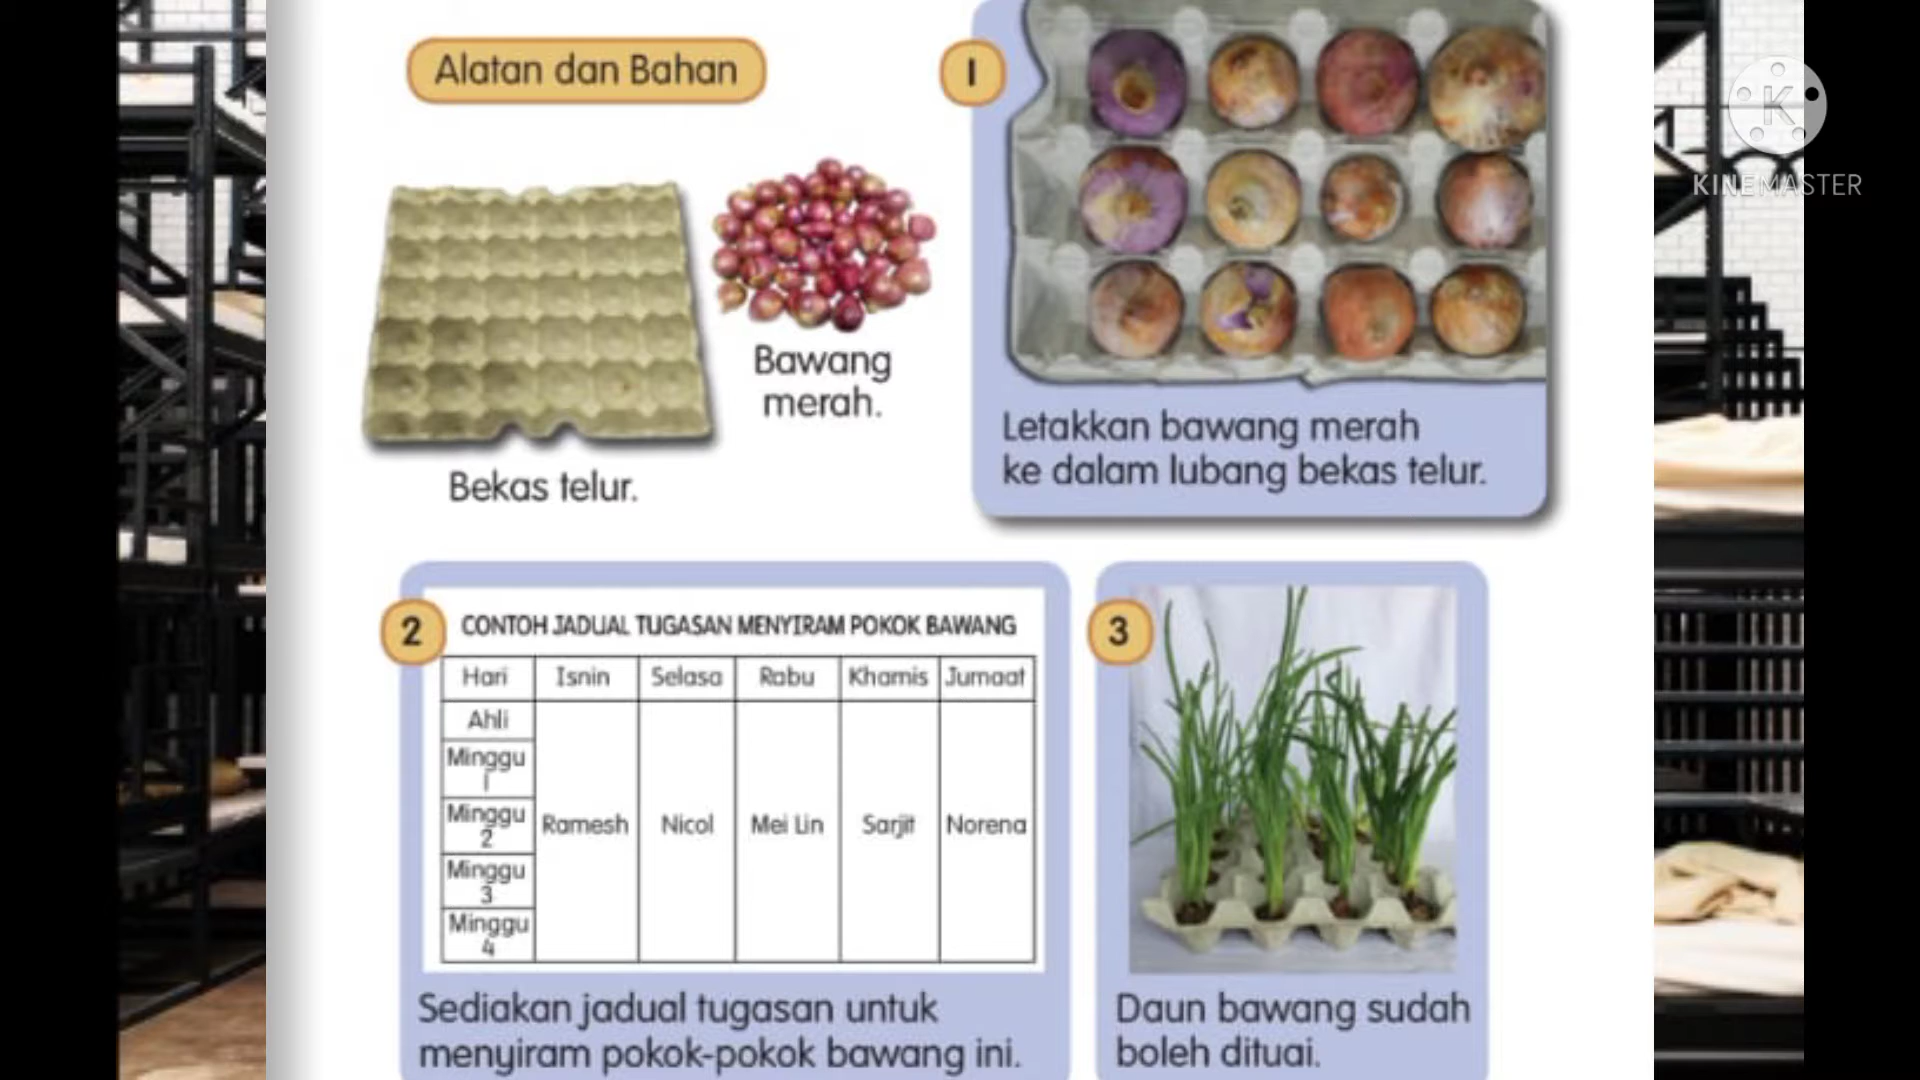 Alatan dan Bahan
Bekas telur.
Bawang
merah.
1
Letakkan bawang merah
ke dalam lubang bekas telur.
2
CONTOH JADUAL TUGASAN MENYIRAM POKOK BAWANG
Hari Isnin Selasa Rabu Khamis Jumaat
Ahli
Minggu
1
Minggu
2
Ramesh Nicol Mei Lin Sarjit Norena
Minggu
3
Minggu
4
Sediakan jadual tugasan untuk
menyiram pokok-pokok bawang ini.
3
Daun bawang sudah
boleh dituai.
K
KINEMASTER